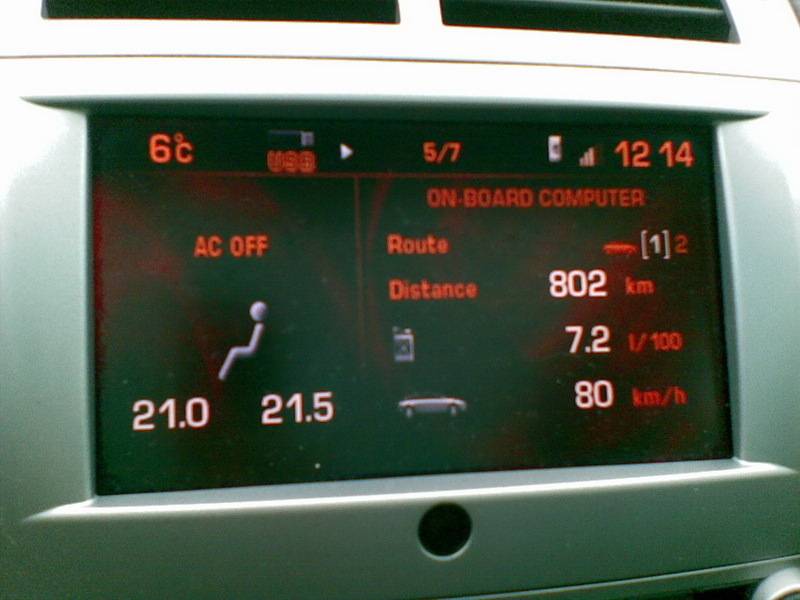 6°C USB 5/7 12 14
ON-BOARD COMPUTER
AC OFF
Route [1] 2
Distance 802 km
7.2 l/100
80 km/h
21.0 21.5